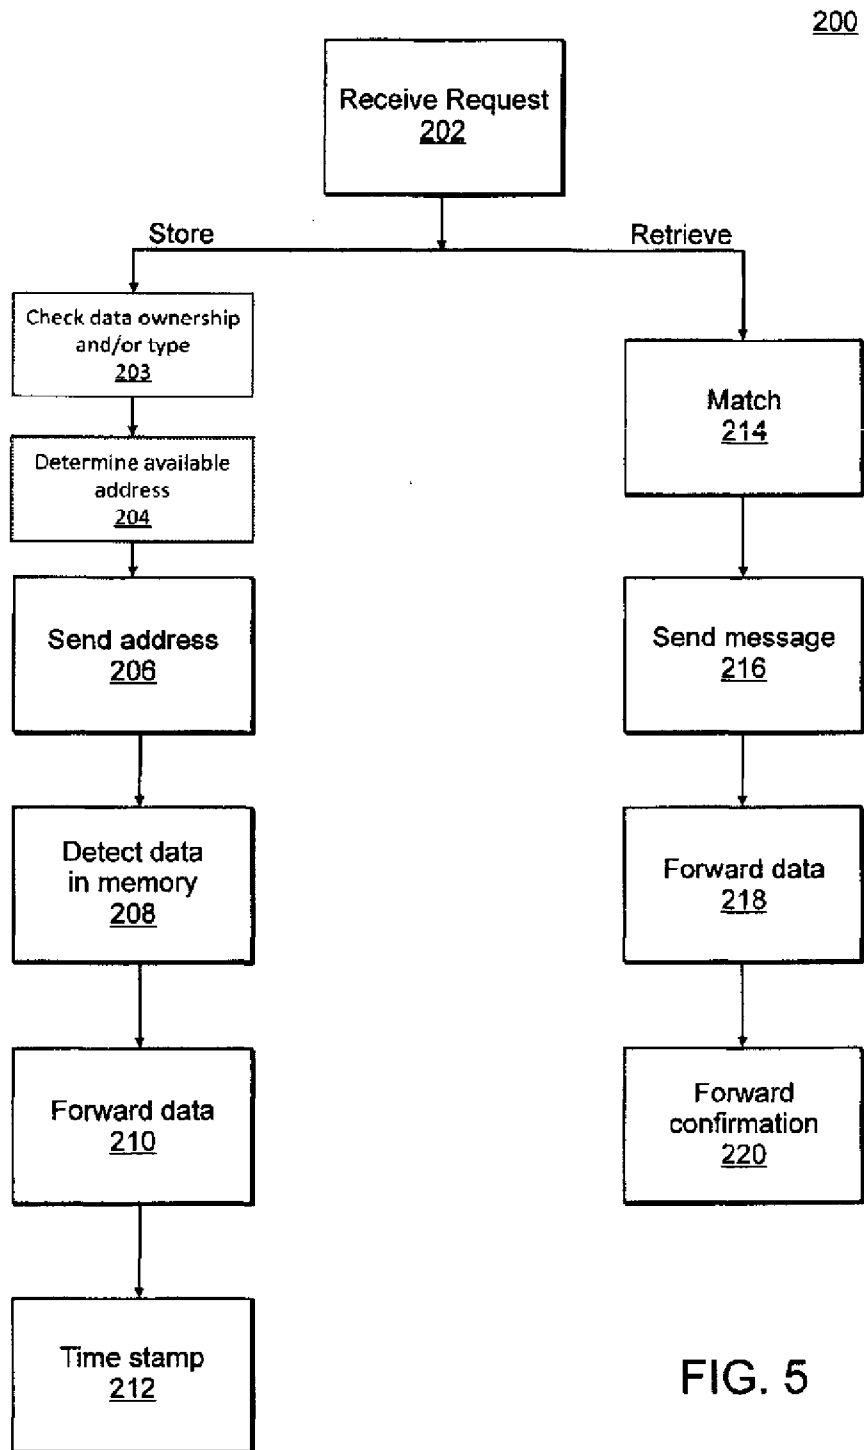 200
Receive Request
202
Store
Retrieve
Check data ownership
and/or type
203
Determine available
address
204
Match
214
Send address
206
Send message
216
Detect data
in memory
208
Forward data
218
Forward data
210
Forward
confirmation
220
Time stamp
212
FIG. 5